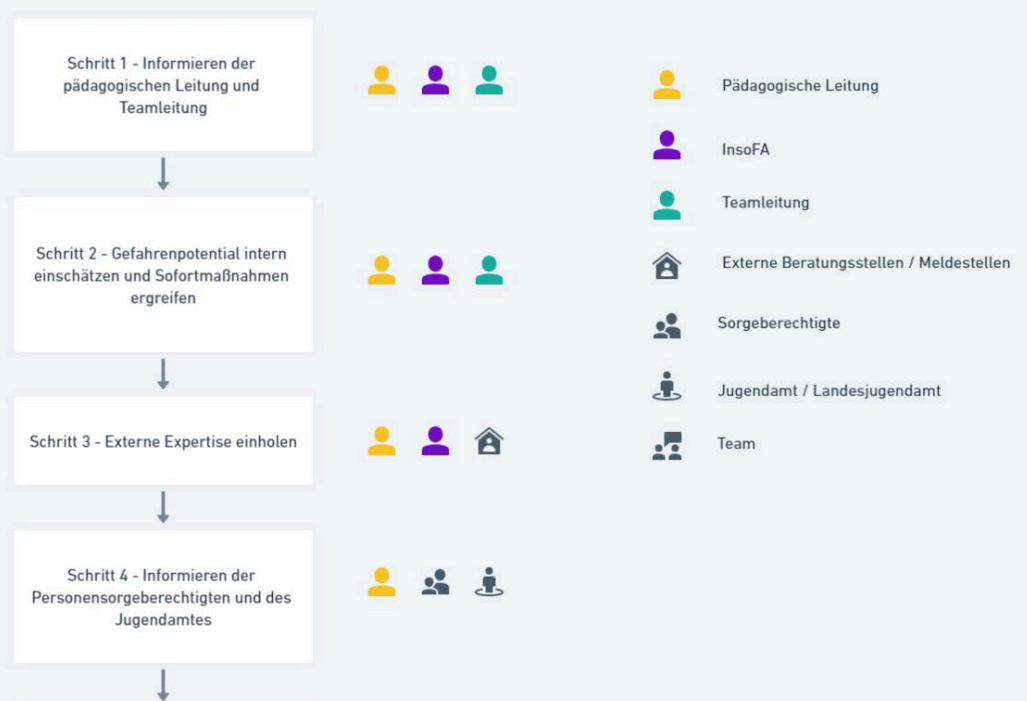 Schritt 1 - Informieren der
pädagogischen Leitung und
Teamleitung
Schritt 2 - Gefahrenpotential intern
einschätzen und Sofortmaßnahmen
ergreifen
Schritt 3 - Externe Expertise einholen
Schritt 4 - Informieren der
Personensorgeberechtigten und des
Jugendamtes
Pädagogische Leitung
InsoFA
Teamleitung
Externe Beratungsstellen / Meldestellen
Sorgeberechtigte
Jugendamt / Landesjugendamt
Team